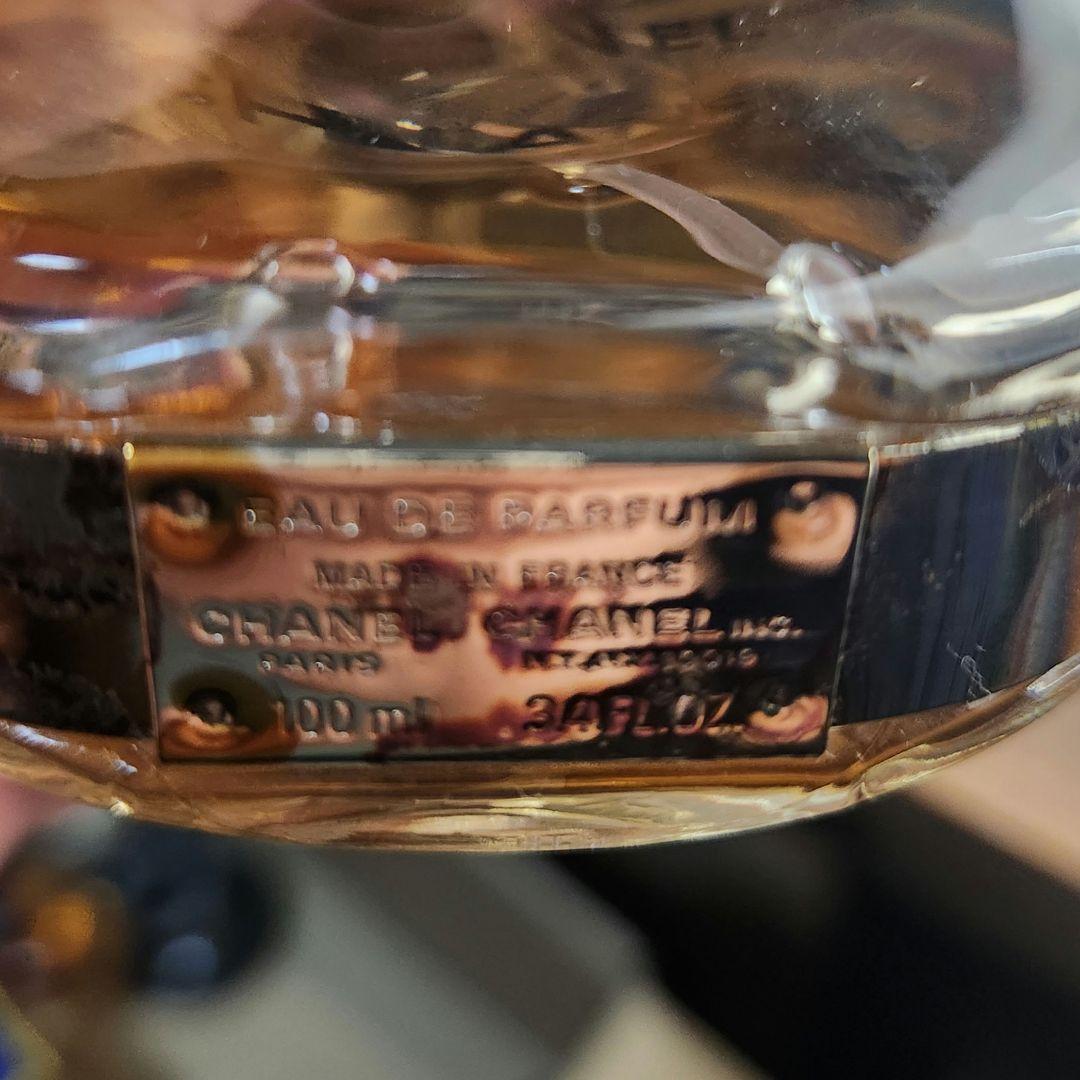 EAU DE PARFUM
MADE IN FRANCE
CHANEL CHANEL INC.
PARIS N.Y.
100 ml 3.4 FL.OZ.